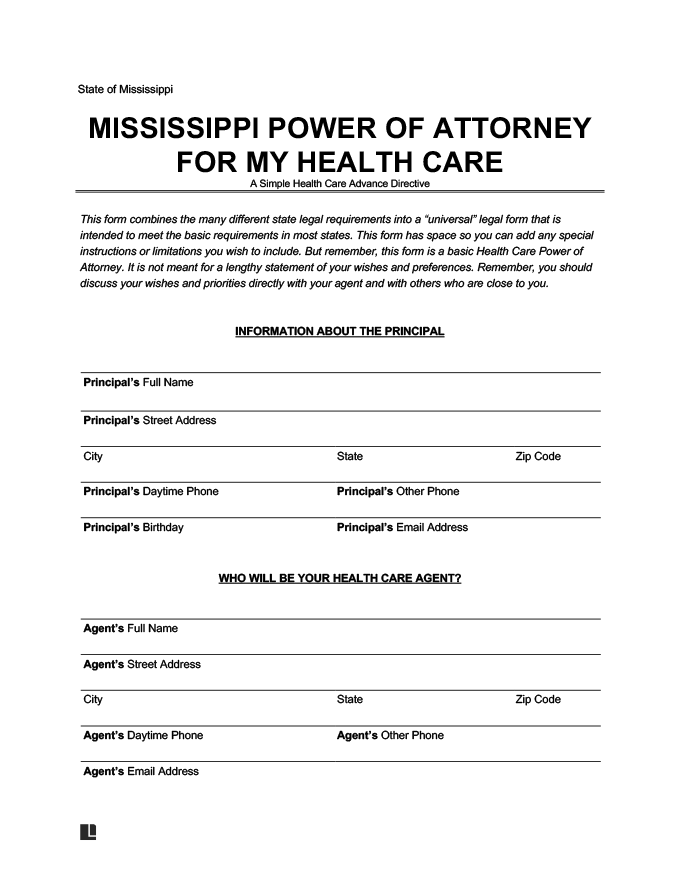 State of Mississippi
MISSISSIPPI POWER OF ATTORNEY
FOR MY HEALTH CARE
A Simple Health Care Advance Directive
This form combines the many different state legal requirements into a “universal” legal form that is
intended to meet the basic requirements in most states. This form has space so you can add any special
instructions or limitations you wish to include. But remember, this form is a basic Health Care Power of
Attorney. It is not meant for a lengthy statement of your wishes and preferences. Remember, you should
discuss your wishes and priorities directly with your agent and with others who are close to you.
INFORMATION ABOUT THE PRINCIPAL
Principal’s Full Name
Principal’s Street Address
City State Zip Code
Principal’s Daytime Phone Principal’s Other Phone
Principal’s Birthday Principal’s Email Address
WHO WILL BE YOUR HEALTH CARE AGENT?
Agent’s Full Name
Agent’s Street Address
City State Zip Code
Agent’s Daytime Phone Agent’s Other Phone
Agent’s Email Address